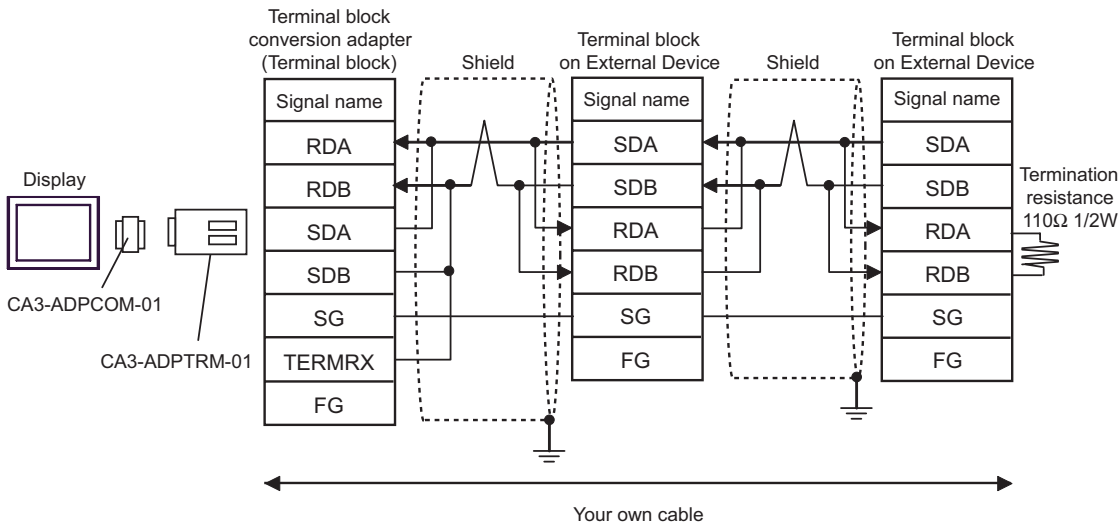 Terminal block
conversion adapter
(Terminal block)
Shield
Terminal block
on External Device
Shield
Terminal block
on External Device
Signal name
RDA
RDB
SDA
SDB
SG
TERMRX
FG
Signal name
SDA
SDB
RDA
RDB
SG
FG
Signal name
SDA
SDB
RDA
RDB
SG
FG
Termination
resistance
110Ω 1/2W
Display
CA3-ADPCOM-01
CA3-ADPTRM-01
Your own cable